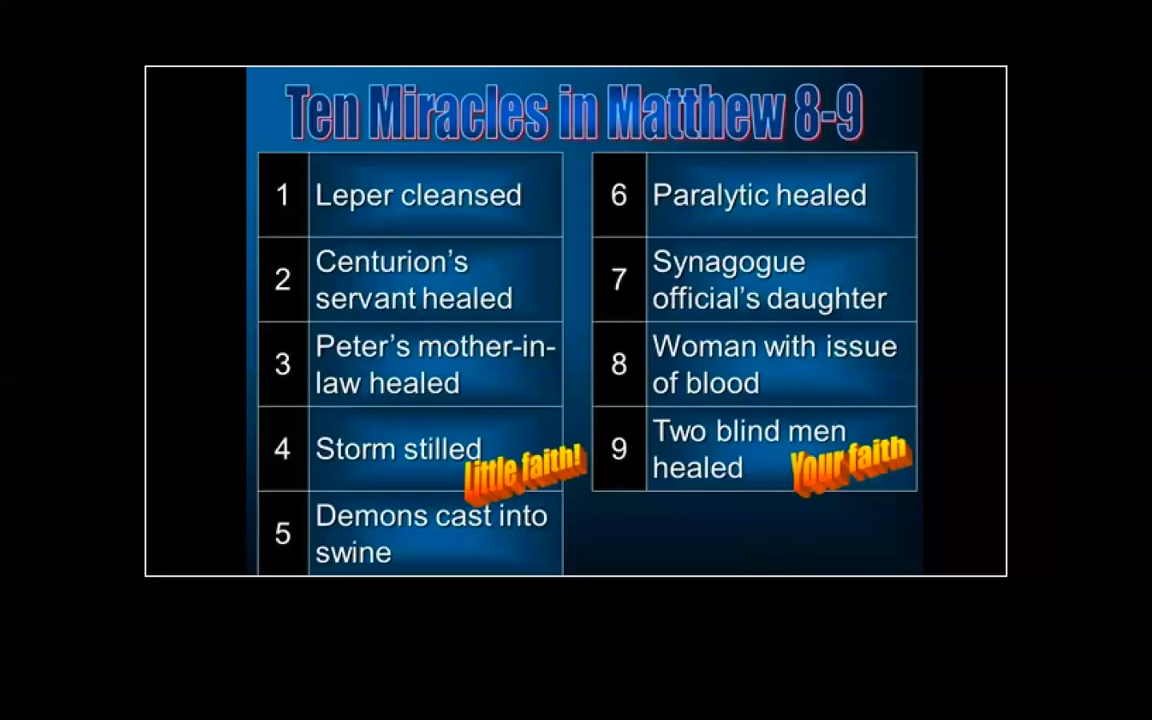 Ten Miracles in Matthew 8-9
1 Leper cleansed
2 Centurion's
servant healed
3 Peter's mother-in-
law healed
4 Storm stilled
Little faith!
5 Demons cast into
swine
6 Paralytic healed
7 Synagogue
official's daughter
8 Woman with issue
of blood
9 Two blind men
healed
Your faith